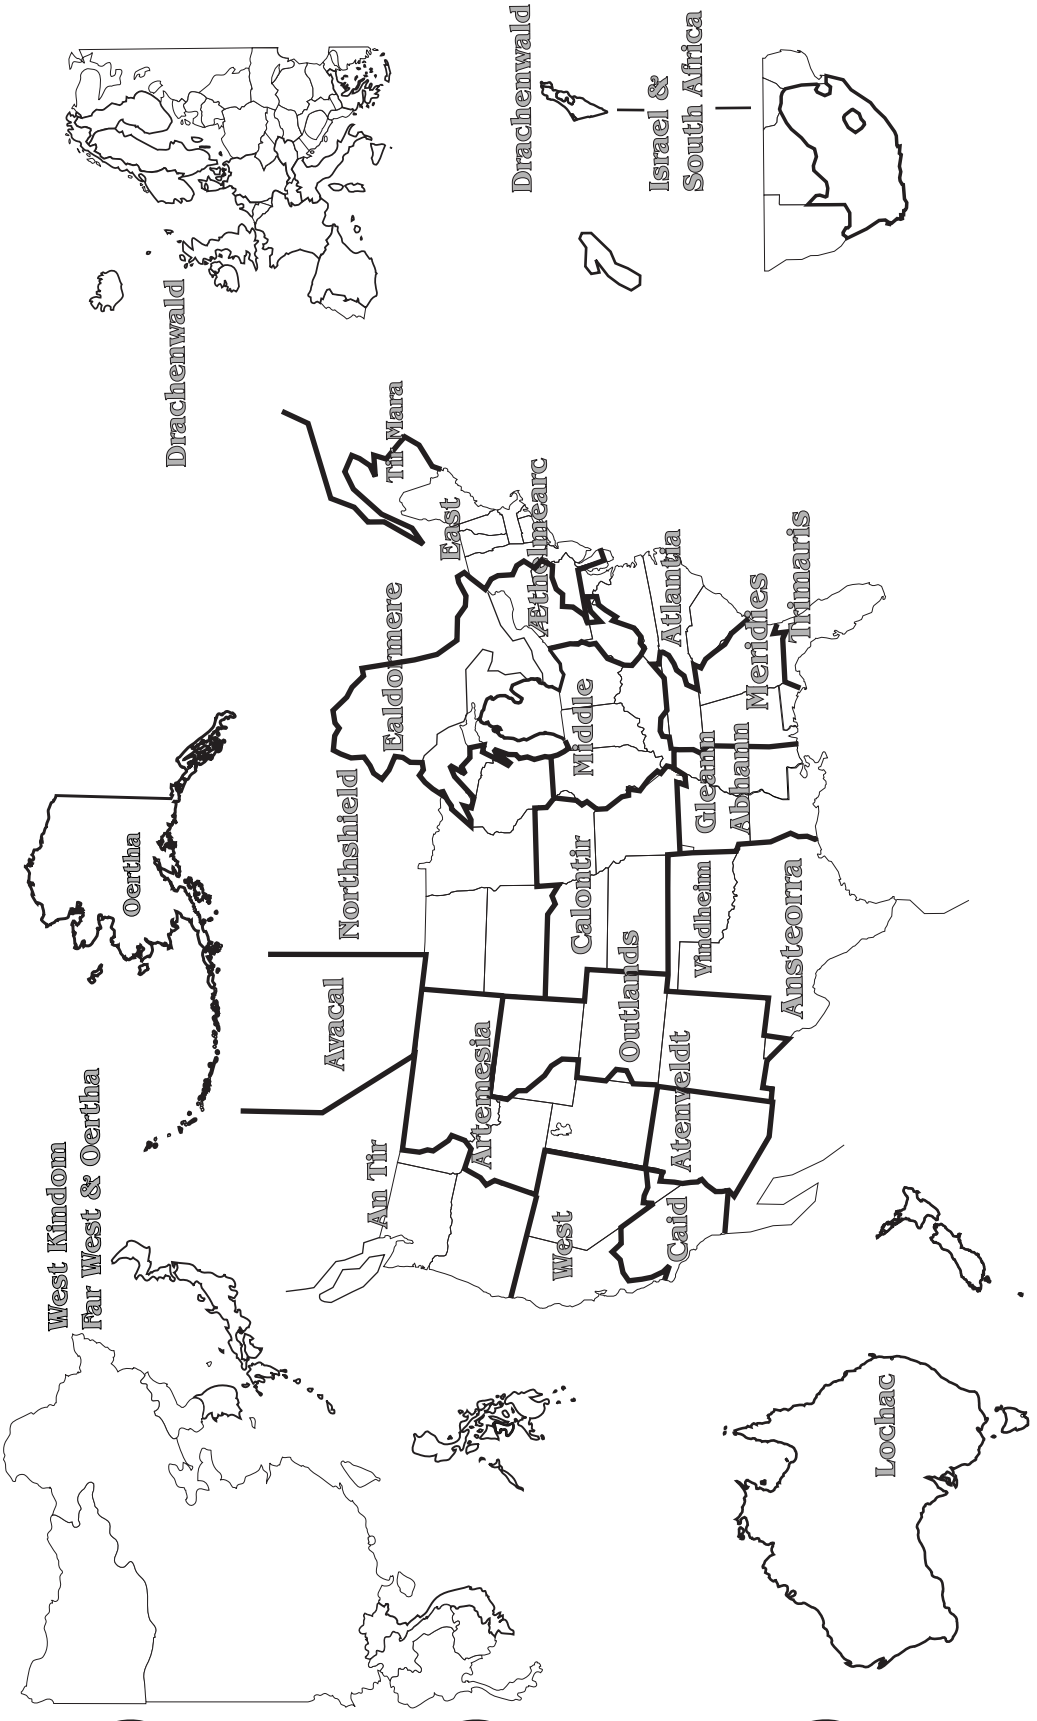 West Kindom
Far West & Oertha
Oertha
Drachenwald
Drachenwald
Israel &
South Africa
An Tir
Avacal
Northshield
Ealdormere
Tir Mara
East
Artemesia
Æthelmearc
West
Calontir
Middle
Outlands
Caid
Atenveldt
Vindheim
Gleann
Abhann
Atlantia
Meridies
Ansteorra
Trimaris
Lochac